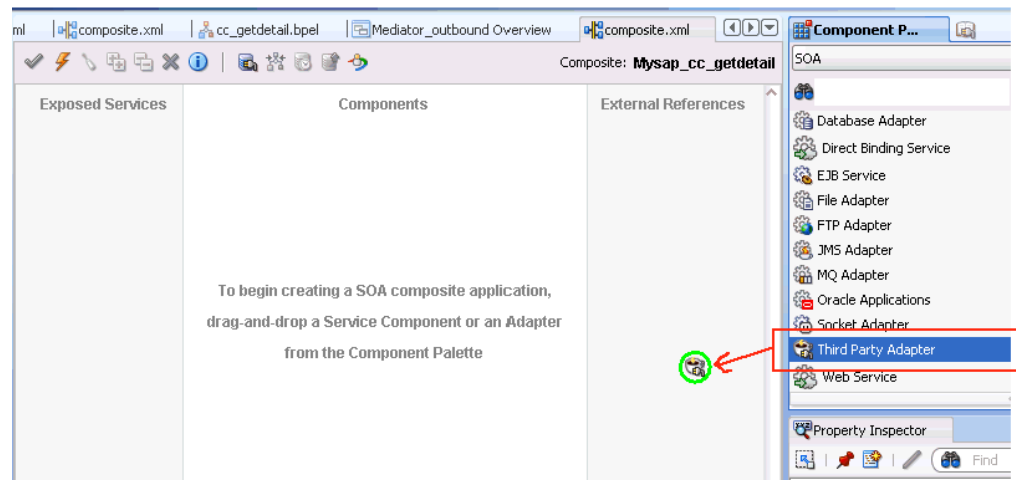 ml
composite.xml
cc_getdetail.bpel
Mediator_outbound Overview
composite.xml
Composite: Mysap_cc_getdetail
Exposed Services
Components
External References
To begin creating a SOA composite application,
drag-and-drop a Service Component or an Adapter
from the Component Palette
Component P...
SOA
Database Adapter
Direct Binding Service
EJB Service
File Adapter
FTP Adapter
JMS Adapter
MQ Adapter
Oracle Applications
Socket Adapter
Third Party Adapter
Web Service
Property Inspector
Find